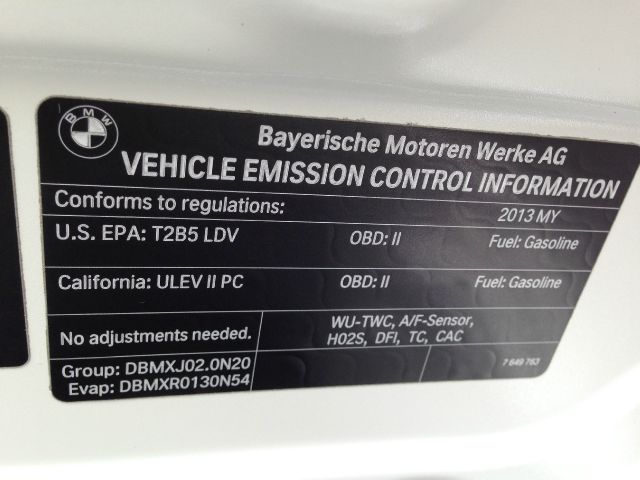 BMW
Bayerische Motoren Werke AG
VEHICLE EMISSION CONTROL INFORMATION
Conforms to regulations: 2013 MY
U.S. EPA: T2B5 LDV OBD: II Fuel: Gasoline
California: ULEV II PC OBD: II Fuel: Gasoline
No adjustments needed.
WU-TWC, A/F-Sensor,
HO2S, DFI, TC, CAC
Group: DBMXJ02.0N20
Evap: DBMXR0130N54
7 649 763